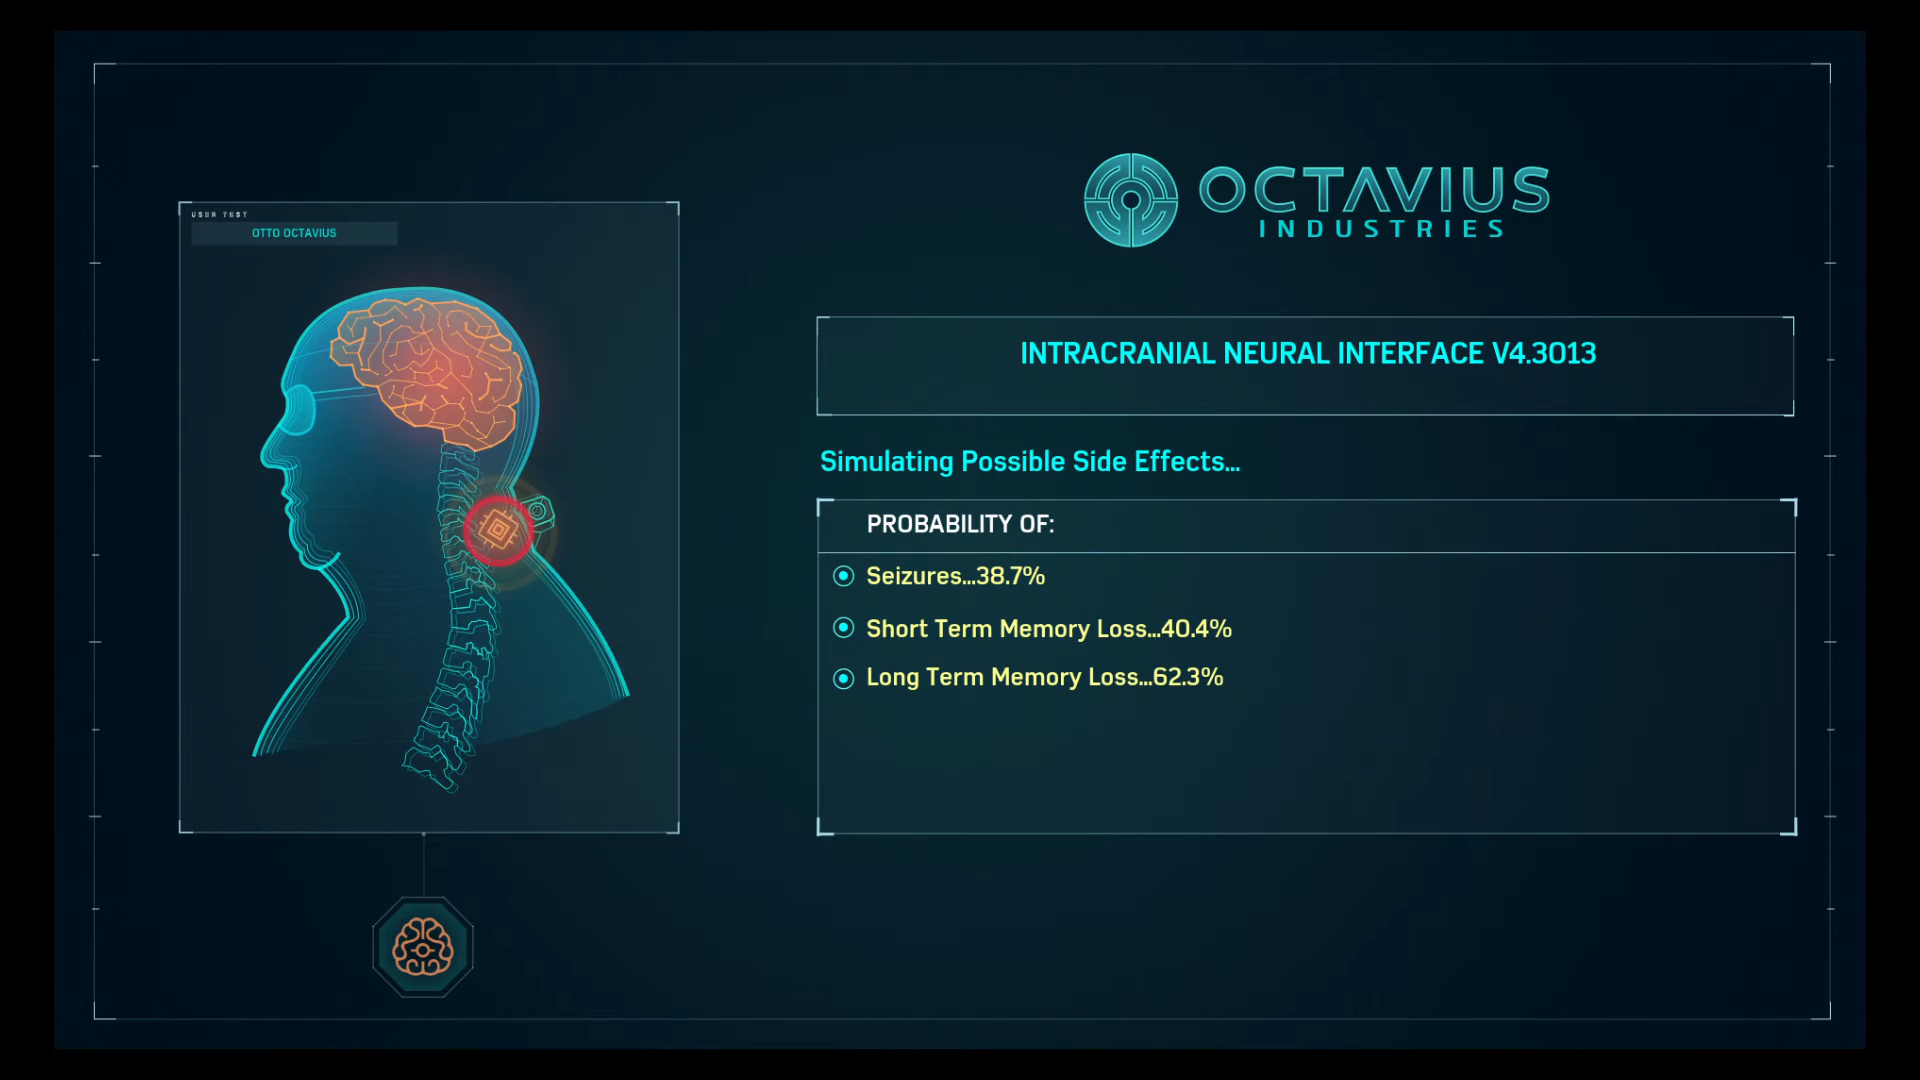 USER TEST
OTTO OCTAVIUS
OCTAVIUS
INDUSTRIES
INTRACRANIAL NEURAL INTERFACE V4.3013
Simulating Possible Side Effects...
PROBABILITY OF:
Seizures...38.7%
Short Term Memory Loss...40.4%
Long Term Memory Loss...62.3%